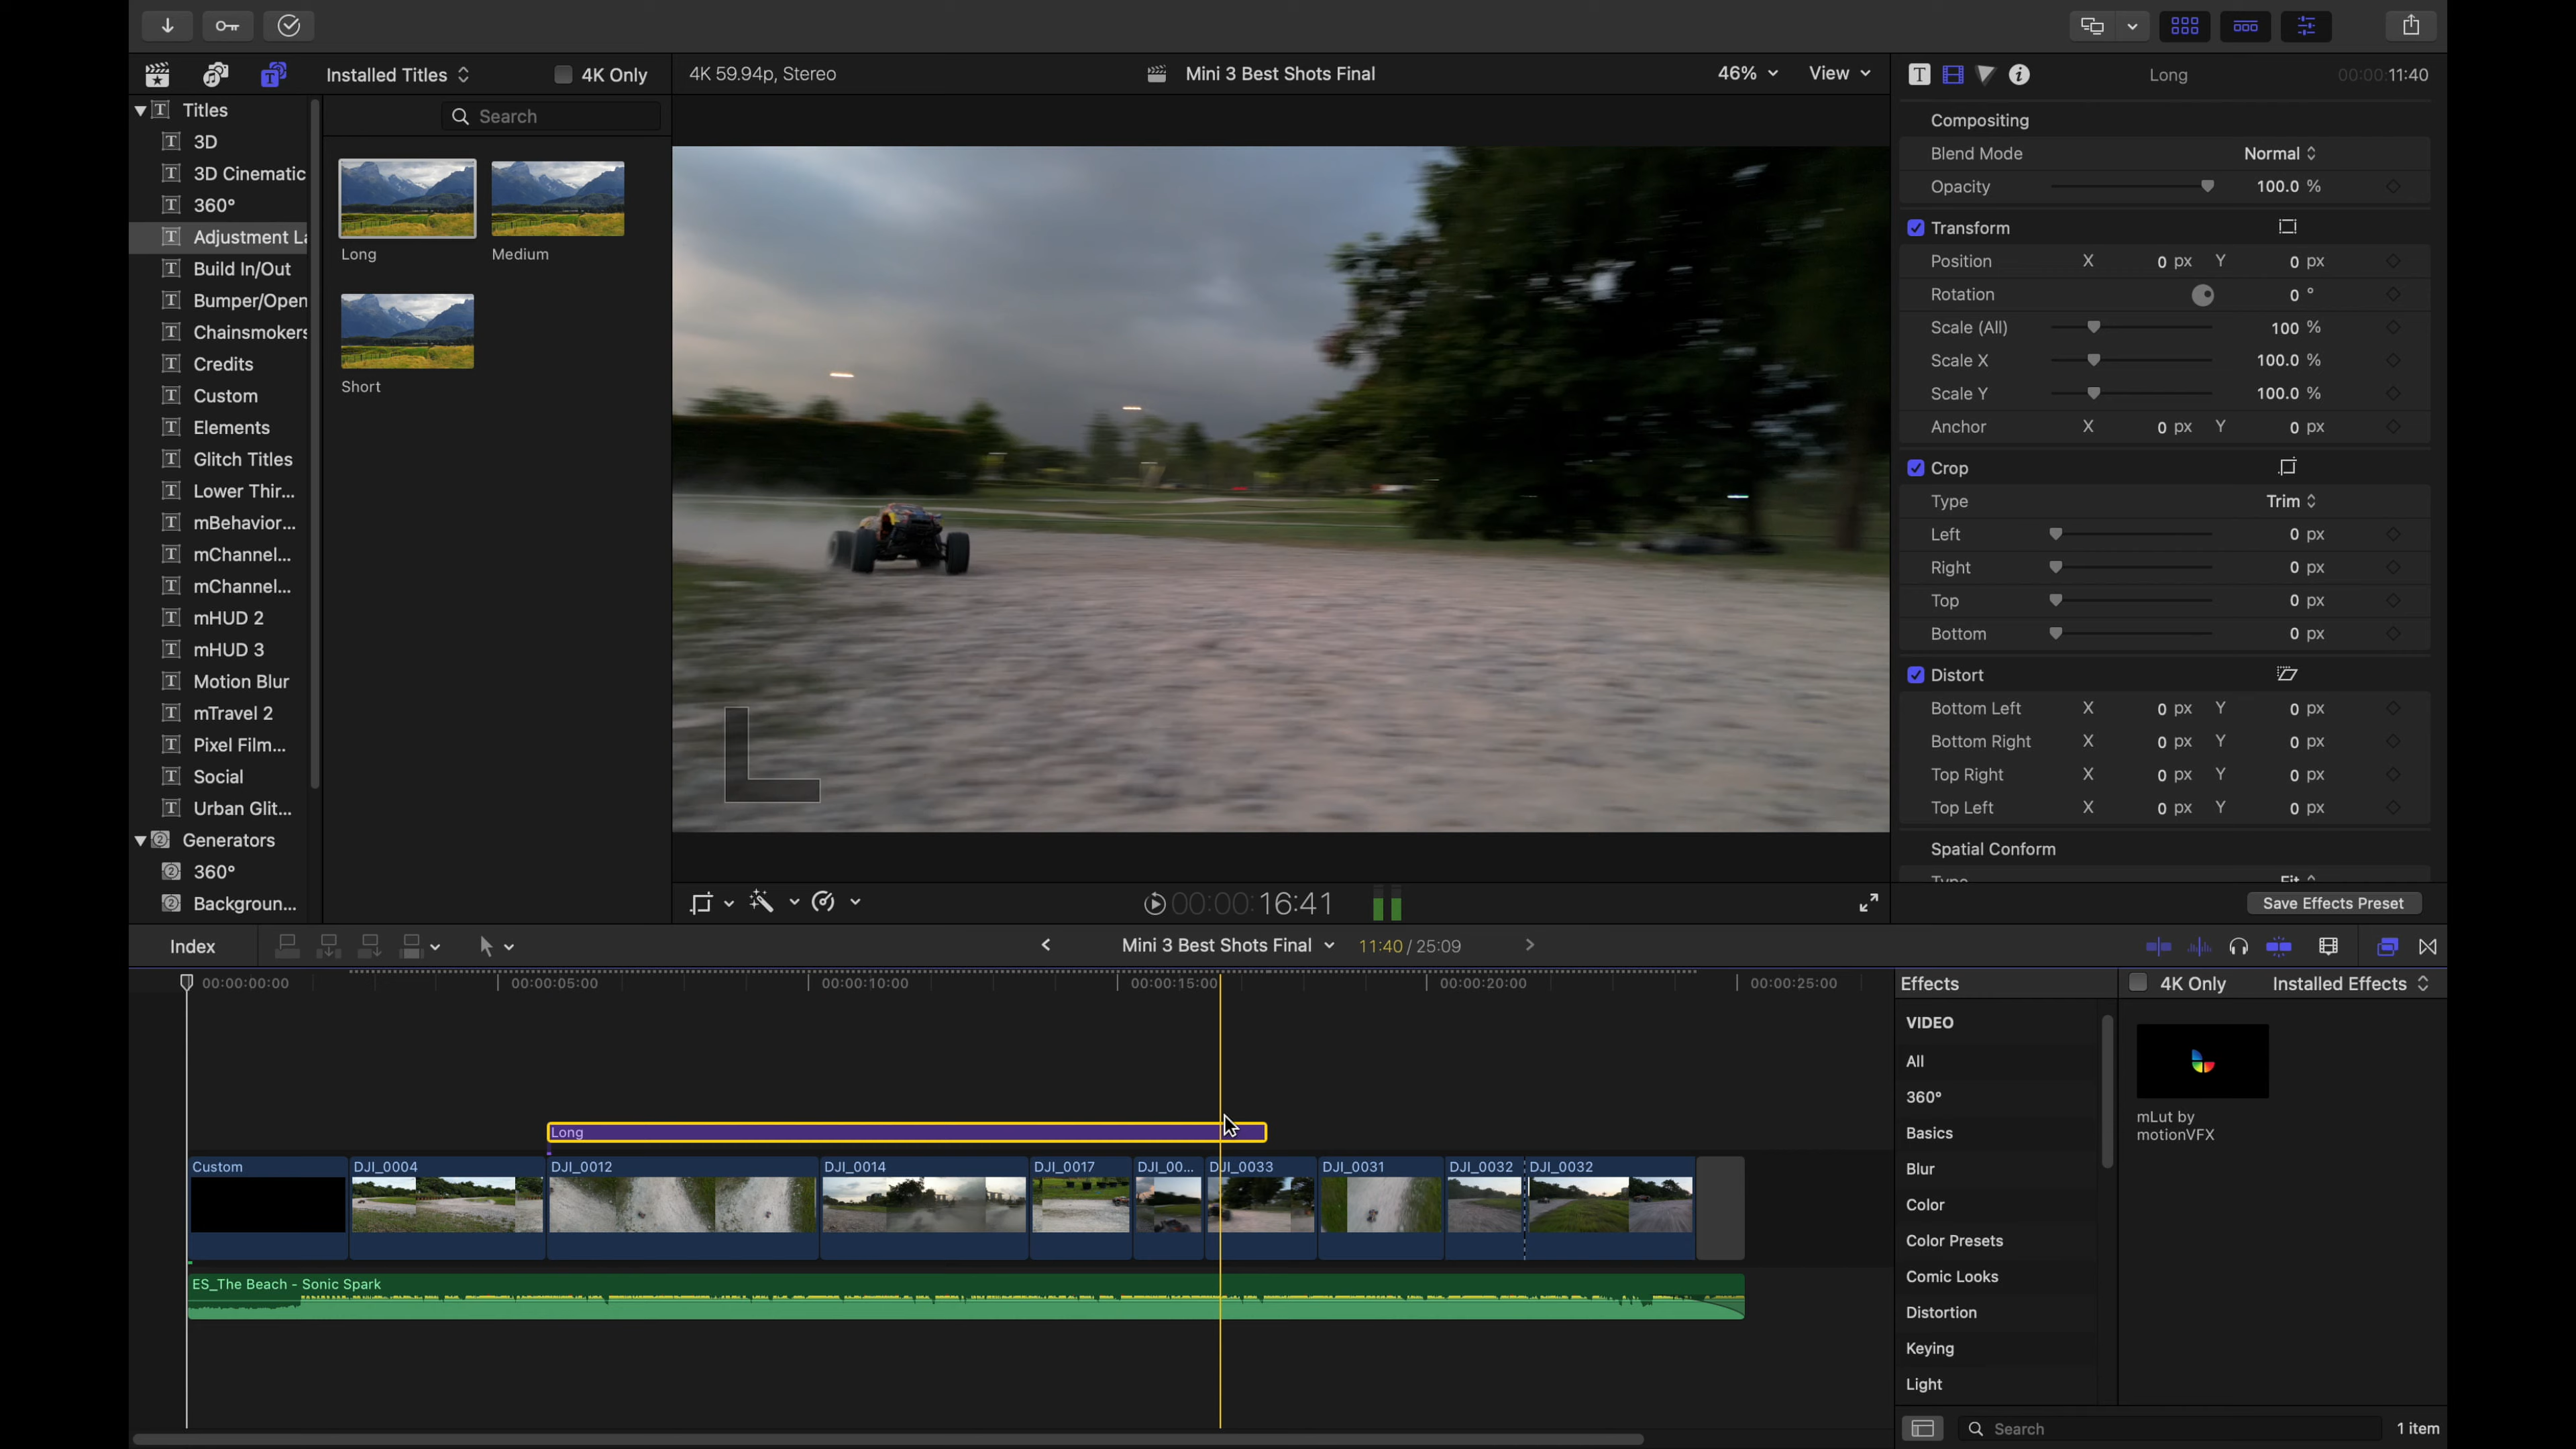 Installed Titles
4K Only
4K 59.94p, Stereo
Mini 3 Best Shots Final
46%
View
Long
00:00:11:40
Titles
3D
3D Cinematic
360°
Adjustment La
Build In/Out
Bumper/Open
Chainsmokers
Credits
Custom
Elements
Glitch Titles
Lower Thir...
mBehavior...
mChannel...
mChannel...
mHUD 2
mHUD 3
Motion Blur
mTravel 2
Pixel Film...
Social
Urban Glit...
Generators
360°
Backgroun...
Search
Long
Medium
Short
L
Compositing
Blend Mode Normal
Opacity 100.0 %
Transform
Position X 0 px Y 0 px
Rotation 0 °
Scale (All) 100 %
Scale X 100.0 %
Scale Y 100.0 %
Anchor X 0 px Y 0 px
Crop
Type Trim
Left 0 px
Right 0 px
Top 0 px
Bottom 0 px
Distort
Bottom Left X 0 px Y 0 px
Bottom Right X 0 px Y 0 px
Top Right X 0 px Y 0 px
Top Left X 0 px Y 0 px
Spatial Conform
Type Fit
00:00:16:41
Save Effects Preset
Index
Mini 3 Best Shots Final
11:40 / 25:09
00:00:00:00 00:00:05:00 00:00:10:00 00:00:15:00 00:00:20:00 00:00:25:00
Long
Custom DJI_0004 DJI_0012 DJI_0014 DJI_0017 DJI_00... DJI_0033 DJI_0031 DJI_0032 DJI_0032
ES_The Beach - Sonic Spark
Effects
4K Only
Installed Effects
VIDEO
All
360°
Basics
Blur
Color
Color Presets
Comic Looks
Distortion
Keying
Light
mLut by
motionVFX
Search
1 item